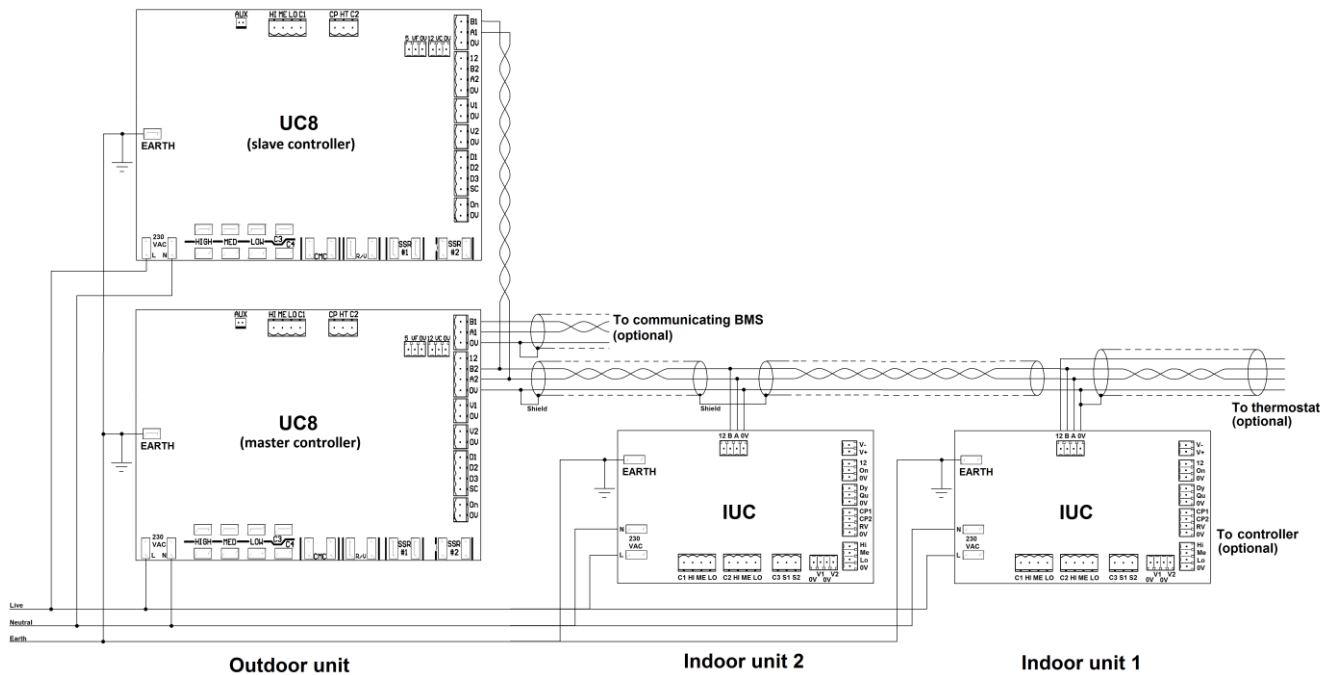 AUX
HI ME LO C1
CP HT C2
5 VF 0V
12 VC 0V
B1
A1
0V
12
B2
A2
0V
V1
0V
V2
0V
D1
D2
D3
SC
On
0V
UC8
(slave controller)
EARTH
230
VAC
L N
HIGH MED LOW C3
C4
CMC
R/V
SSR
#1
SSR
#2
AUX
HI ME LO C1
CP HT C2
5 VF 0V
12 VC 0V
B1
A1
0V
12
B2
A2
0V
V1
0V
V2
0V
D1
D2
D3
SC
On
0V
UC8
(master controller)
EARTH
230
VAC
L N
HIGH MED LOW C3
C4
CMC
R/V
SSR
#1
SSR
#2
To communicating BMS
(optional)
Shield
Shield
To thermostat
(optional)
12 B A 0V
EARTH
IUC
N
230
VAC
L
V-
V+
12
On
0V
Dy
Qu
0V
CP1
CP2
RV
0V
Hi
Me
Lo
0V
C1 HI ME LO
C2 HI ME LO
C3 S1 S2
V1 V2
0V 0V
12 B A 0V
EARTH
IUC
N
230
VAC
L
V-
V+
12
On
0V
Dy
Qu
0V
CP1
CP2
RV
0V
Hi
Me
Lo
0V
C1 HI ME LO
C2 HI ME LO
C3 S1 S2
V1 V2
0V 0V
To controller
(optional)
Live
Neutral
Earth
Outdoor unit
Indoor unit 2
Indoor unit 1